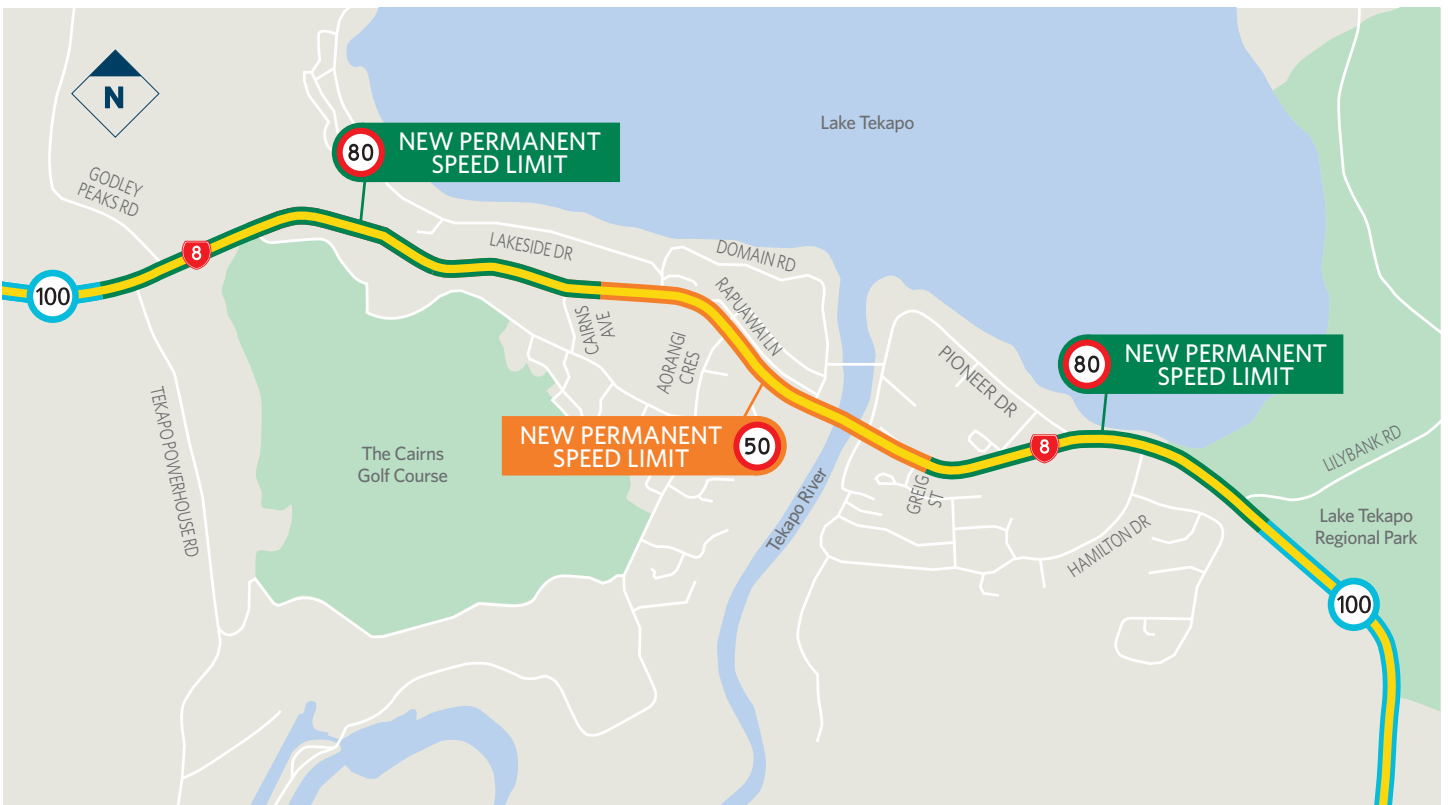 N
Lake Tekapo
80
NEW PERMANENT
SPEED LIMIT
GODLEY
PEAKS RD
8
LAKESIDE DR
DOMAIN RD
100
RAPUAWAI LN
CAIRNS
AVE
AORANGI
CRES
PIONEER DR
80
NEW PERMANENT
SPEED LIMIT
TEKAPO POWERHOUSE RD
NEW PERMANENT
SPEED LIMIT
50
8
LILYBANK RD
The Cairns
Golf Course
Tekapo River
GREIG
ST
HAMILTON DR
Lake Tekapo
Regional Park
100